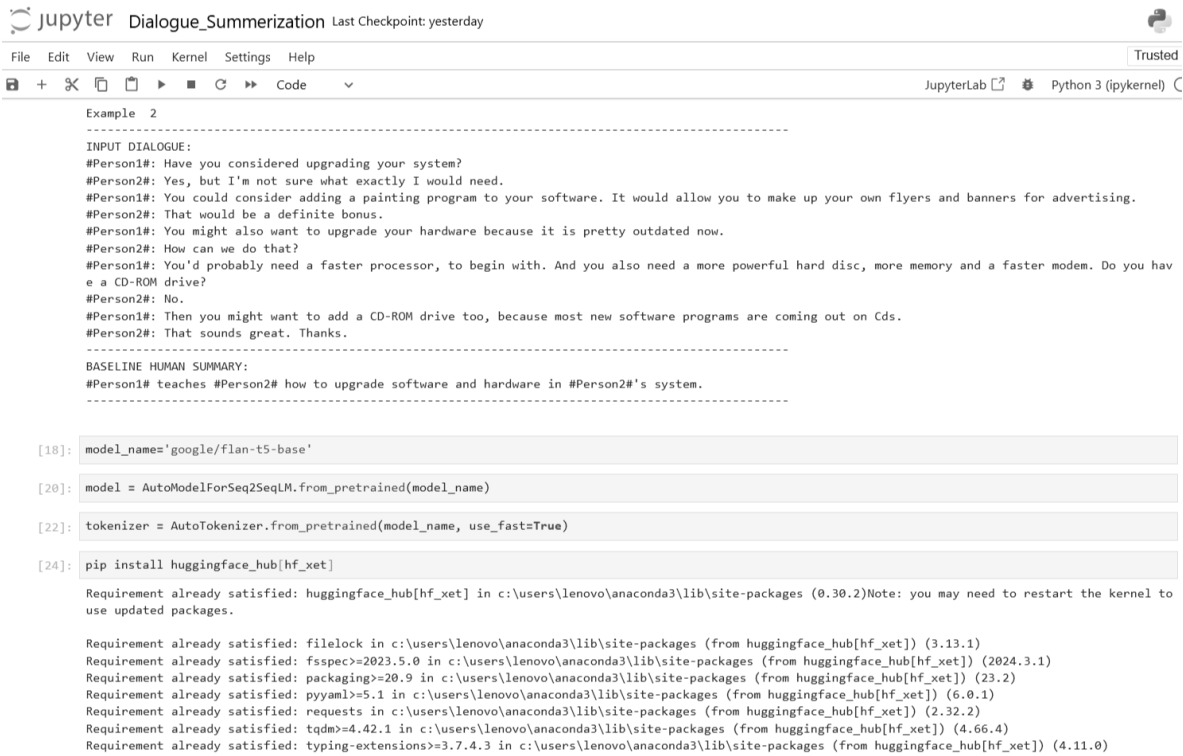 jupyter Dialogue_Summerization Last Checkpoint: yesterday
File Edit View Run Kernel Settings Help Trusted
Code JupyterLab Python 3 (ipykernel)
Example 2
----------------------------------------------------------------------------------------------------
INPUT DIALOGUE:
#Person1#: Have you considered upgrading your system?
#Person2#: Yes, but I'm not sure what exactly I would need.
#Person1#: You could consider adding a painting program to your software. It would allow you to make up your own flyers and banners for advertising.
#Person2#: That would be a definite bonus.
#Person1#: You might also want to upgrade your hardware because it is pretty outdated now.
#Person2#: How can we do that?
#Person1#: You'd probably need a faster processor, to begin with. And you also need a more powerful hard disc, more memory and a faster modem. Do you hav
e a CD-ROM drive?
#Person2#: No.
#Person1#: Then you might want to add a CD-ROM drive too, because most new software programs are coming out on Cds.
#Person2#: That sounds great. Thanks.
----------------------------------------------------------------------------------------------------
BASELINE HUMAN SUMMARY:
#Person1# teaches #Person2# how to upgrade software and hardware in #Person2#'s system.
----------------------------------------------------------------------------------------------------
[18]: model_name='google/flan-t5-base'
[20]: model = AutoModelForSeq2SeqLM.from_pretrained(model_name)
[22]: tokenizer = AutoTokenizer.from_pretrained(model_name, use_fast=True)
[24]: pip install huggingface_hub[hf_xet]
Requirement already satisfied: huggingface_hub[hf_xet] in c:\users\lenovo\anaconda3\lib\site-packages (0.30.2)Note: you may need to restart the kernel to
use updated packages.
Requirement already satisfied: filelock in c:\users\lenovo\anaconda3\lib\site-packages (from huggingface_hub[hf_xet]) (3.13.1)
Requirement already satisfied: fsspec>=2023.5.0 in c:\users\lenovo\anaconda3\lib\site-packages (from huggingface_hub[hf_xet]) (2024.3.1)
Requirement already satisfied: packaging>=20.9 in c:\users\lenovo\anaconda3\lib\site-packages (from huggingface_hub[hf_xet]) (23.2)
Requirement already satisfied: pyyaml>=5.1 in c:\users\lenovo\anaconda3\lib\site-packages (from huggingface_hub[hf_xet]) (6.0.1)
Requirement already satisfied: requests in c:\users\lenovo\anaconda3\lib\site-packages (from huggingface_hub[hf_xet]) (2.32.2)
Requirement already satisfied: tqdm>=4.42.1 in c:\users\lenovo\anaconda3\lib\site-packages (from huggingface_hub[hf_xet]) (4.66.4)
Requirement already satisfied: typing-extensions>=3.7.4.3 in c:\users\lenovo\anaconda3\lib\site-packages (from huggingface_hub[hf_xet]) (4.11.0)